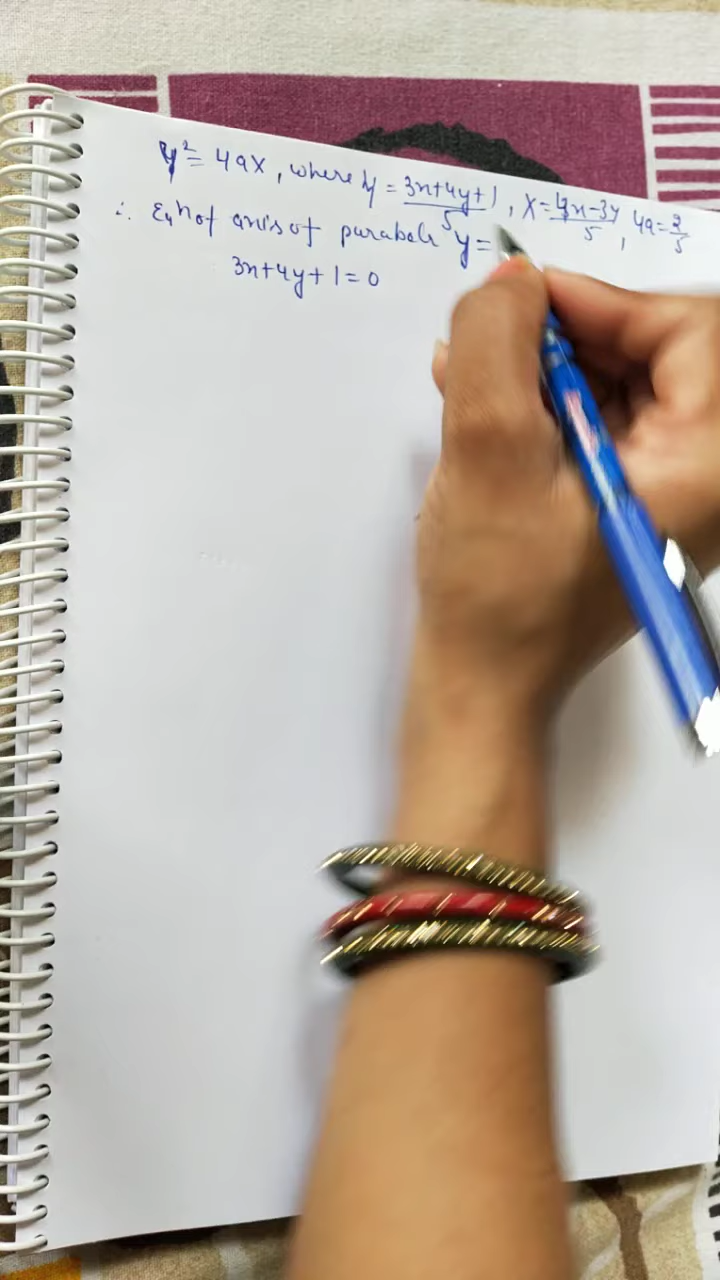 Y² = 4aX, where Y = 3x+4y+1/5, X = 4x-3y/5, 4a = 2/5
∴ Eqn of axis of parabola Y =
3x+4y+1=0